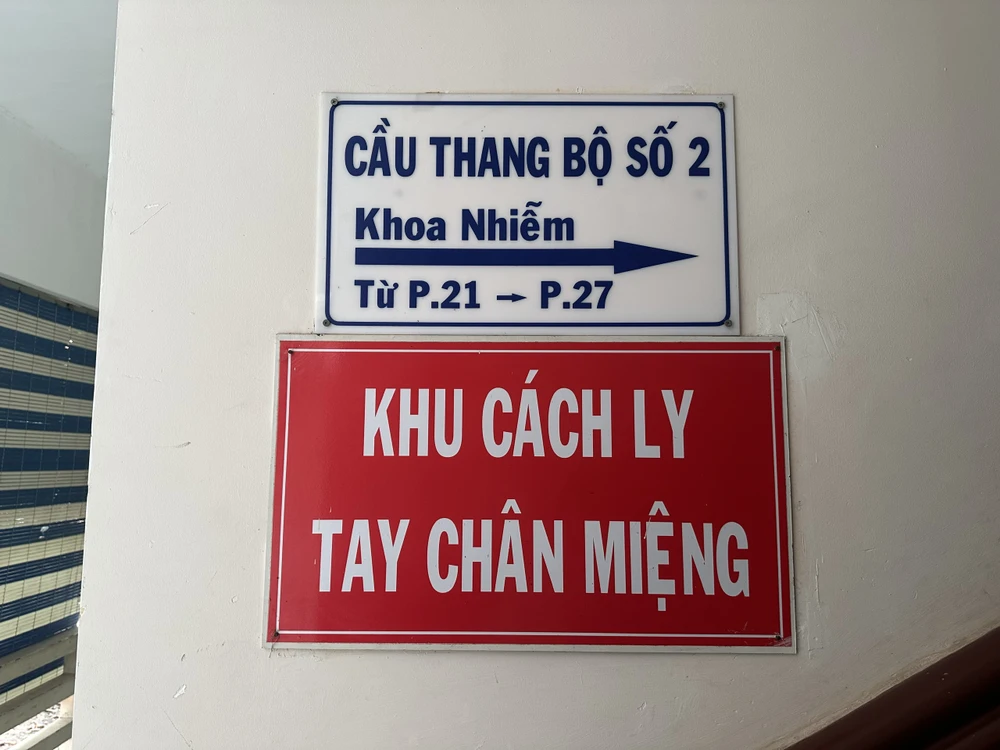 CẦU THANG BỘ SỐ 2
Khoa Nhiễm
Từ P.21 → P.27
KHU CÁCH LY
TAY CHÂN MIỆNG